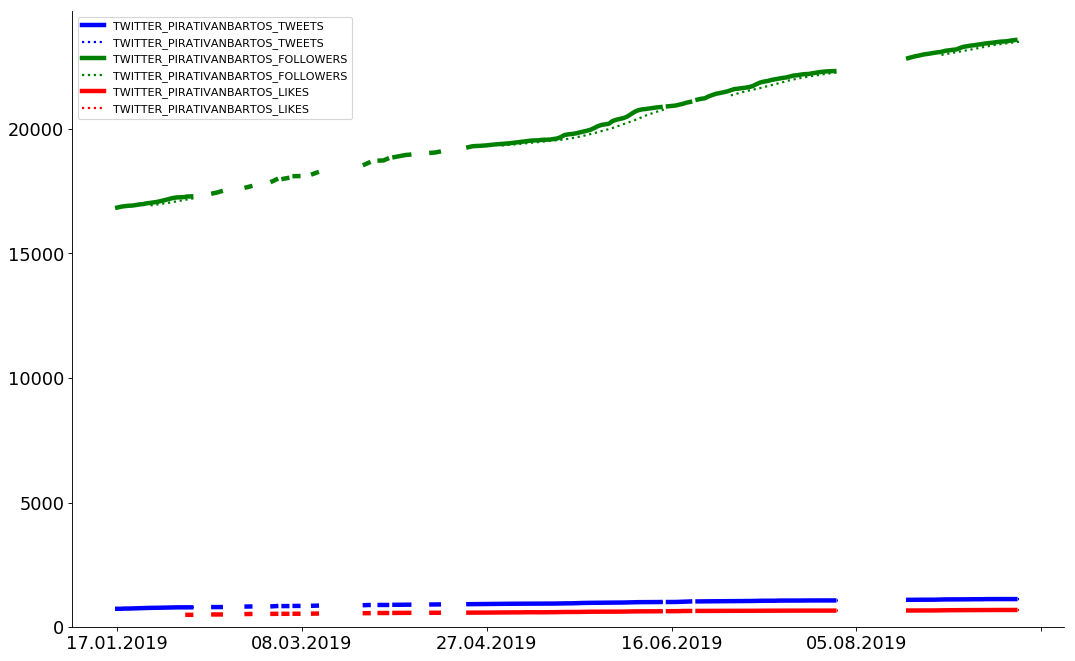 TWITTER_PIRATIVANBARTOS_TWEETS
TWITTER_PIRATIVANBARTOS_TWEETS
TWITTER_PIRATIVANBARTOS_FOLLOWERS
TWITTER_PIRATIVANBARTOS_FOLLOWERS
TWITTER_PIRATIVANBARTOS_LIKES
TWITTER_PIRATIVANBARTOS_LIKES
20000
15000
10000
5000
0
17.01.2019 08.03.2019 27.04.2019 16.06.2019 05.08.2019